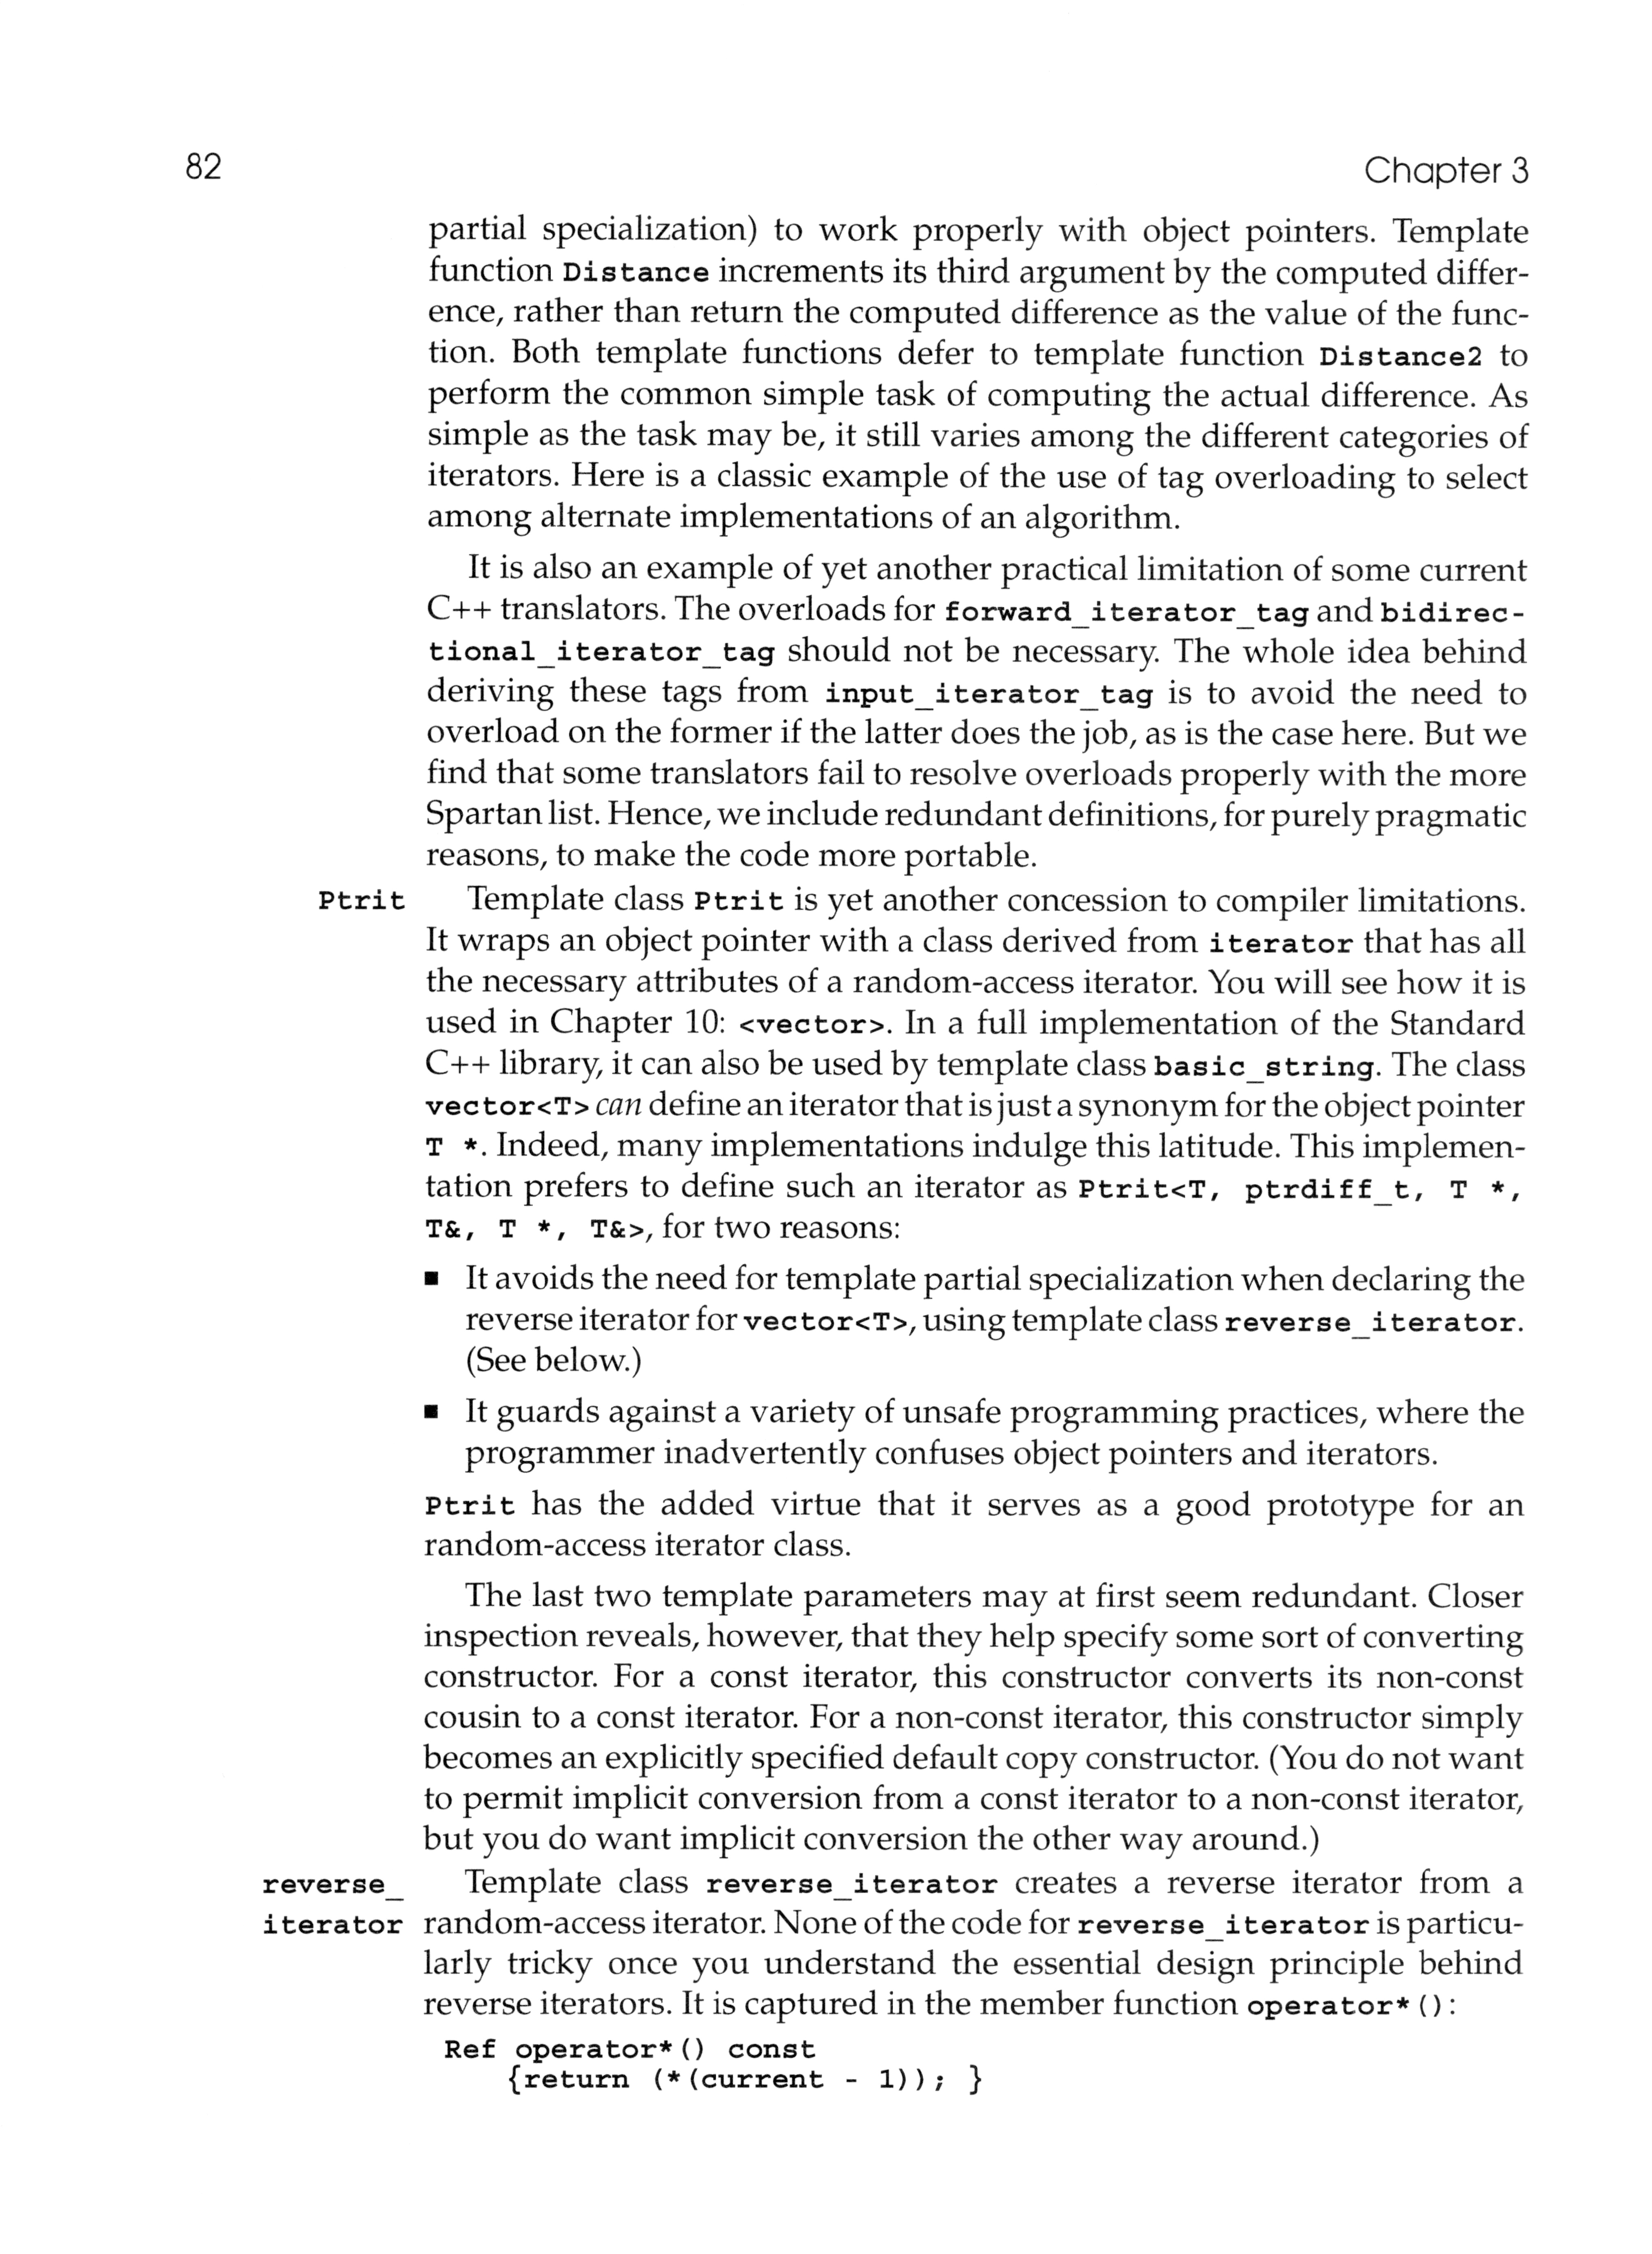 82
Chapter 3
partial specialization) to work properly with object pointers. Template
function Distance increments its third argument by the computed differ-
ence, rather than return the computed difference as the value of the func-
tion. Both template functions defer to template function Distance2 to
perform the common simple task of computing the actual difference. As
simple as the task may be, it still varies among the different categories of
iterators. Here is a classic example of the use of tag overloading to select
among alternate implementations of an algorithm.
It is also an example of yet another practical limitation of some current
C++ translators. The overloads for forward_iterator_tag and bidirec-
tional_iterator_tag should not be necessary. The whole idea behind
deriving these tags from input_iterator_tag is to avoid the need to
overload on the former if the latter does the job, as is the case here. But we
find that some translators fail to resolve overloads properly with the more
Spartan list. Hence, we include redundant definitions, for purely pragmatic
reasons, to make the code more portable.
Ptrit Template class Ptrit is yet another concession to compiler limitations.
It wraps an object pointer with a class derived from iterator that has all
the necessary attributes of a random-access iterator. You will see how it is
used in Chapter 10: <vector>. In a full implementation of the Standard
C++ library, it can also be used by template class basic_string. The class
vector<T> can define an iterator that is just a synonym for the object pointer
T *. Indeed, many implementations indulge this latitude. This implemen-
tation prefers to define such an iterator as Ptrit<T, ptrdiff_t, T *,
T&, T *, T&>, for two reasons:
■ It avoids the need for template partial specialization when declaring the
reverse iterator for vector<T>, using template class reverse_iterator.
(See below.)
■ It guards against a variety of unsafe programming practices, where the
programmer inadvertently confuses object pointers and iterators.
Ptrit has the added virtue that it serves as a good prototype for an
random-access iterator class.
The last two template parameters may at first seem redundant. Closer
inspection reveals, however, that they help specify some sort of converting
constructor. For a const iterator, this constructor converts its non-const
cousin to a const iterator. For a non-const iterator, this constructor simply
becomes an explicitly specified default copy constructor. (You do not want
to permit implicit conversion from a const iterator to a non-const iterator,
but you do want implicit conversion the other way around.)
reverse_ Template class reverse_iterator creates a reverse iterator from a
iterator random-access iterator. None of the code for reverse_iterator is particu-
larly tricky once you understand the essential design principle behind
reverse iterators. It is captured in the member function operator*():
Ref operator*() const
{return (*(current - 1)); }